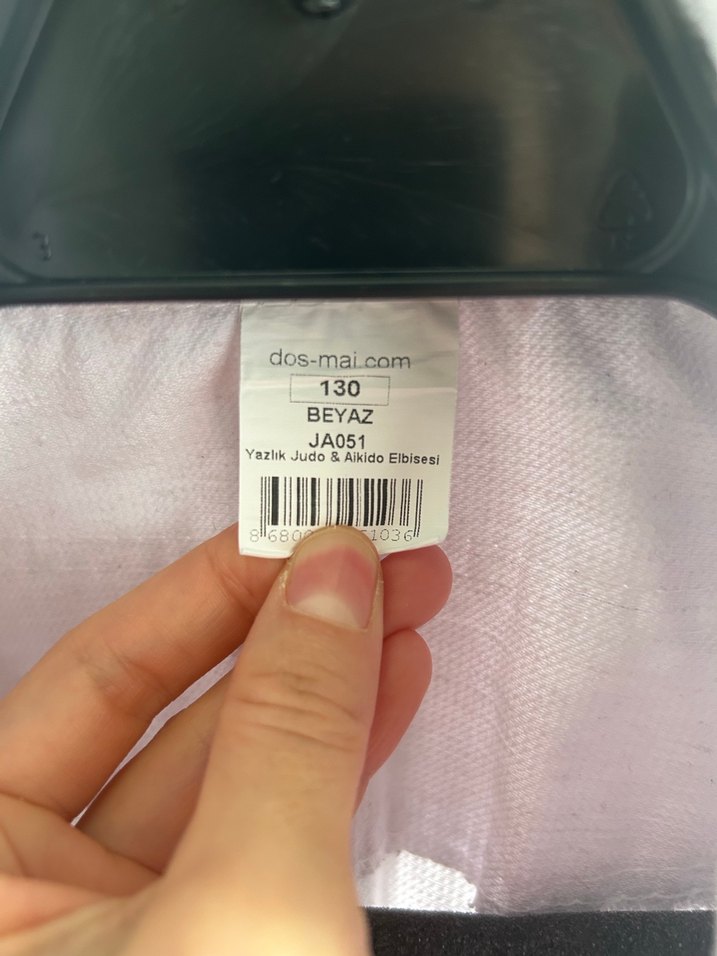 dos-mai.com
130
BEYAZ
JA051
Yazlık Judo & Aikido Elbisesi